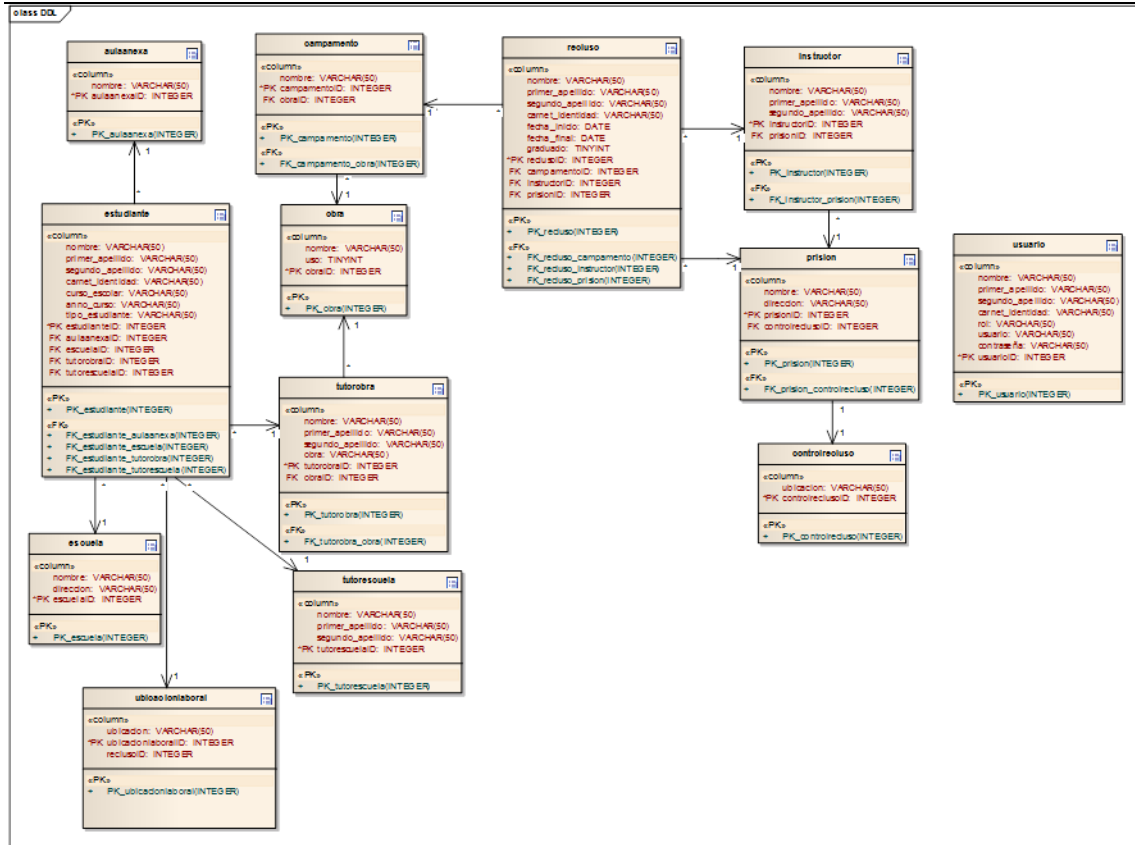 class DDL
aulaanexa
«column»
nombre: VARCHAR(50)
*PK aulaanexaID: INTEGER
«PK»
+ PK_aulaanexa(INTEGER)
campamento
«column»
nombre: VARCHAR(50)
*PK campamentoID: INTEGER
FK obraID: INTEGER
«PK»
+ PK_campamento(INTEGER)
«FK»
+ FK_campamento_obra(INTEGER)
recluso
«column»
nombre: VARCHAR(50)
primer_apellido: VARCHAR(50)
segundo_apellido: VARCHAR(50)
carnet_identidad: VARCHAR(50)
fecha_inicio: DATE
fecha_final: DATE
graduado: TINYINT
*PK reclusoID: INTEGER
FK campamentoID: INTEGER
FK instructorID: INTEGER
FK prisionID: INTEGER
«PK»
+ PK_recluso(INTEGER)
«FK»
+ FK_recluso_campamento(INTEGER)
+ FK_recluso_instructor(INTEGER)
+ FK_recluso_prision(INTEGER)
instructor
«column»
nombre: VARCHAR(50)
primer_apellido: VARCHAR(50)
segundo_apellido: VARCHAR(50)
*PK instructorID: INTEGER
FK prisionID: INTEGER
«PK»
+ PK_instructor(INTEGER)
«FK»
+ FK_instructor_prision(INTEGER)
estudiante
«column»
nombre: VARCHAR(50)
primer_apellido: VARCHAR(50)
segundo_apellido: VARCHAR(50)
carnet_identidad: VARCHAR(50)
curso_escolar: VARCHAR(50)
anno_curso: VARCHAR(50)
tipo_estudiante: VARCHAR(50)
*PK estudianteID: INTEGER
FK aulaanexaID: INTEGER
FK escuelaID: INTEGER
FK tutorobraID: INTEGER
FK tutorescuelaID: INTEGER
«PK»
+ PK_estudiante(INTEGER)
«FK»
+ FK_estudiante_aulaanexa(INTEGER)
+ FK_estudiante_escuela(INTEGER)
+ FK_estudiante_tutorobra(INTEGER)
+ FK_estudiante_tutorescuela(INTEGER)
obra
«column»
nombre: VARCHAR(50)
uso: TINYINT
*PK obraID: INTEGER
«PK»
+ PK_obra(INTEGER)
prision
«column»
nombre: VARCHAR(50)
direccion: VARCHAR(50)
*PK prisionID: INTEGER
FK controlreclusoID: INTEGER
«PK»
+ PK_prision(INTEGER)
«FK»
+ FK_prision_controlrecluso(INTEGER)
usuario
«column»
nombre: VARCHAR(50)
primer_apellido: VARCHAR(50)
segundo_apellido: VARCHAR(50)
carnet_identidad: VARCHAR(50)
rol: VARCHAR(50)
usuario: VARCHAR(50)
contraseña: VARCHAR(50)
*PK usuarioID: INTEGER
«PK»
+ PK_usuario(INTEGER)
tutorobra
«column»
nombre: VARCHAR(50)
primer_apellido: VARCHAR(50)
segundo_apellido: VARCHAR(50)
obra: VARCHAR(50)
*PK tutorobraID: INTEGER
FK obraID: INTEGER
«PK»
+ PK_tutorobra(INTEGER)
«FK»
+ FK_tutorobra_obra(INTEGER)
controlrecluso
«column»
ubicacion: VARCHAR(50)
*PK controlreclusoID: INTEGER
«PK»
+ PK_controlrecluso(INTEGER)
escuela
«column»
nombre: VARCHAR(50)
direccion: VARCHAR(50)
*PK escuelaID: INTEGER
«PK»
+ PK_escuela(INTEGER)
tutorescuela
«column»
nombre: VARCHAR(50)
primer_apellido: VARCHAR(50)
segundo_apellido: VARCHAR(50)
*PK tutorescuelaID: INTEGER
«PK»
+ PK_tutorescuela(INTEGER)
ubicacionlaboral
«column»
ubicacion: VARCHAR(50)
*PK ubicacionlaboralID: INTEGER
reclusoID: INTEGER
«PK»
+ PK_ubicacionlaboral(INTEGER)